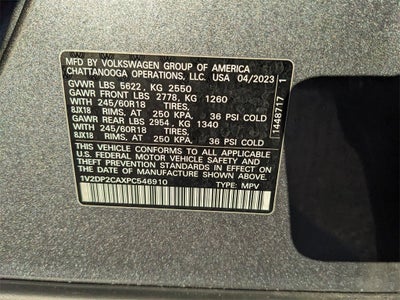 MFD BY VOLKSWAGEN GROUP OF AMERICA
CHATTANOOGA OPERATIONS, LLC. USA 04/2023
GVWR LBS 5622, KG 2550
GAWR FRONT LBS 2778, KG 1260
WITH 245/60R18 TIRES,
8JX18 RIMS, AT 250 KPA, 36 PSI COLD
GAWR REAR LBS 2954, KG 1340
WITH 245/60R18 TIRES,
8JX18 RIMS, AT 250 KPA, 36 PSI COLD
THIS VEHICLE CONFORMS TO ALL APPLICABLE
U.S. FEDERAL MOTOR VEHICLE
SAFETY AND THEFT PREVENTION STANDARDS IN EFFECT ON
THE DATE OF MANUFACTURE SHOWN ABOVE.
1V2DP2CAXPC546910 TYPE: MPV
1448717 1